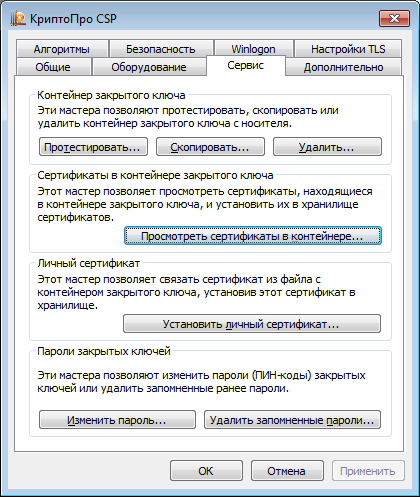 КриптоПро CSP
Алгоритмы Безопасность Winlogon Настройки TLS
Общие Оборудование Сервис Дополнительно
Контейнер закрытого ключа
Эти мастера позволяют протестировать, скопировать или
удалить контейнер закрытого ключа с носителя.
Протестировать... Скопировать... Удалить...
Сертификаты в контейнере закрытого ключа
Этот мастер позволяет просмотреть сертификаты, находящиеся
в контейнере закрытого ключа, и установить их в хранилище
сертификатов.
Просмотреть сертификаты в контейнере...
Личный сертификат
Этот мастер позволяет связать сертификат из файла с
контейнером закрытого ключа, установив этот сертификат в
хранилище.
Установить личный сертификат...
Пароли закрытых ключей
Эти мастера позволяют изменить пароли (ПИН-коды) закрытых
ключей или удалить запомненные ранее пароли.
Изменить пароль... Удалить запомненные пароли...
ОК Отмена Применить